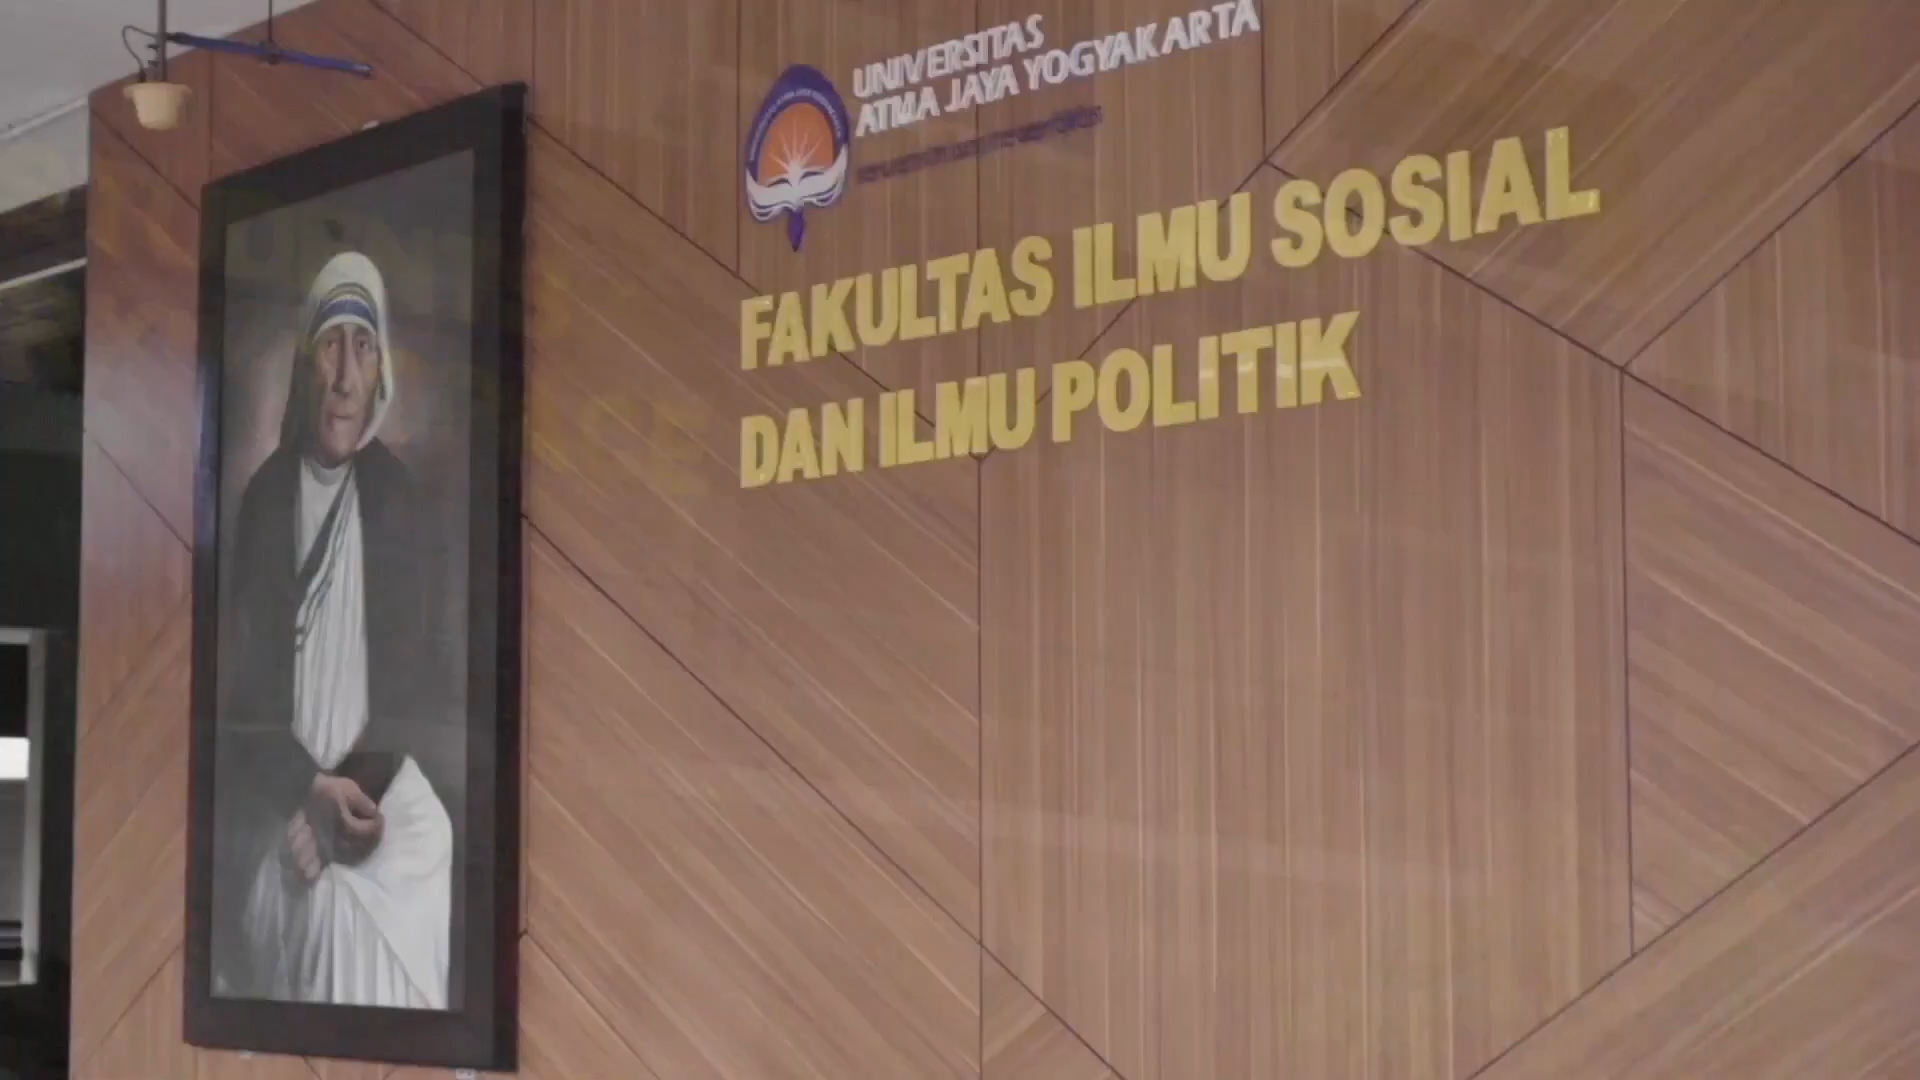 UNIVERSITAS
ATMA JAYA YOGYAKARTA
FAKULTAS ILMU SOSIAL
DAN ILMU POLITIK